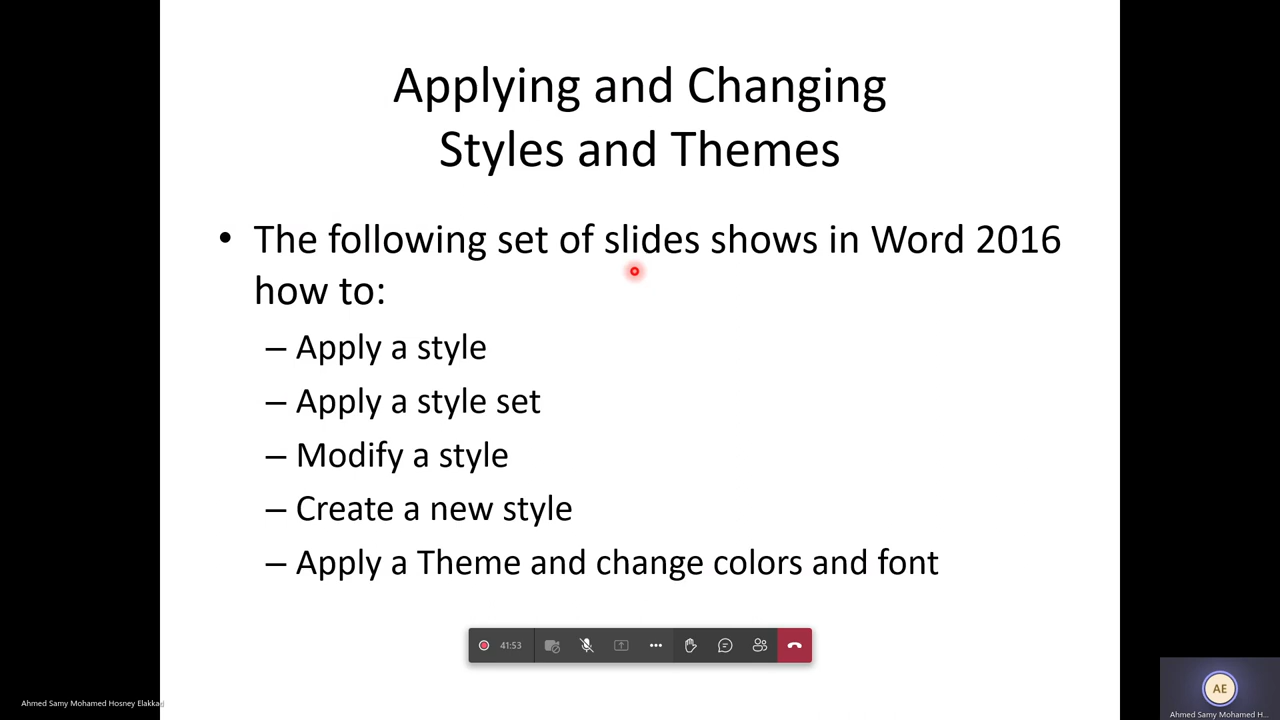 Applying and Changing
Styles and Themes
• The following set of slides shows in Word 2016
how to:
– Apply a style
– Apply a style set
– Modify a style
– Create a new style
– Apply a Theme and change colors and font
41:53
AE
Ahmed Samy Mohamed Hosney Elakkad
Ahmed Samy Mohamed H...